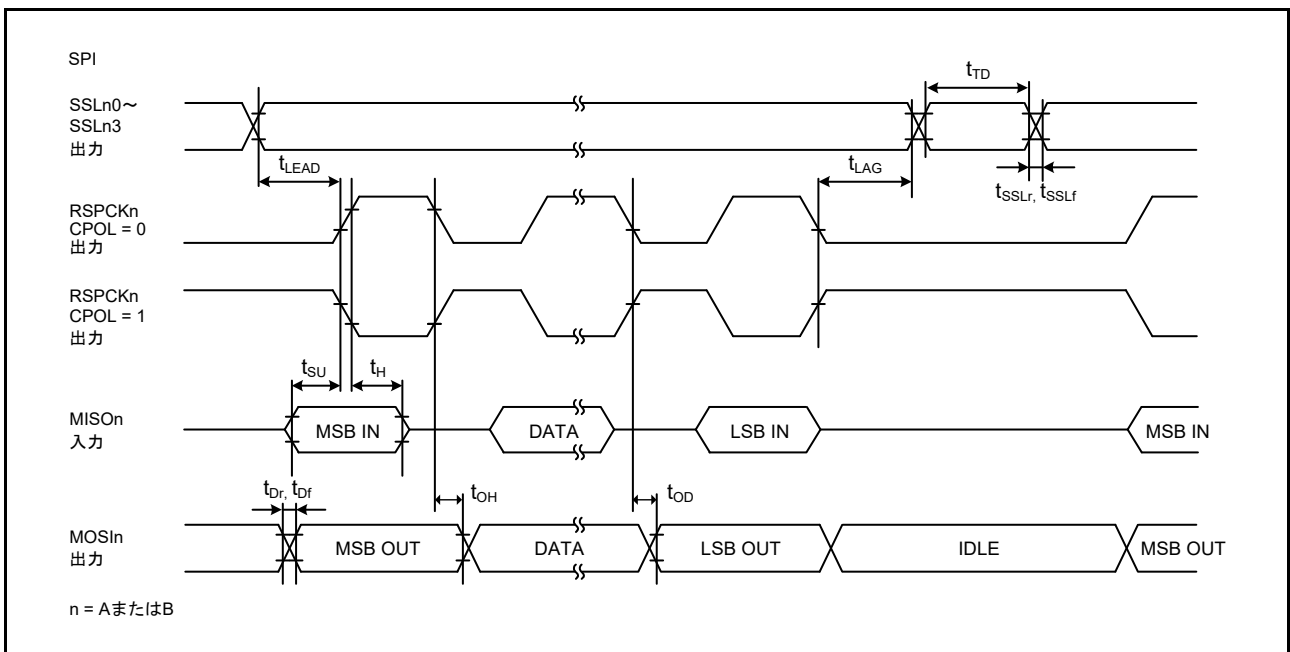 SPI
SSLn0～
SSLn3
出力
tTD
tLEAD
tLAG
tSSLr, tSSLf
RSPCKn
CPOL = 0
出力
RSPCKn
CPOL = 1
出力
tSU
tH
MISOn
入力
MSB IN
DATA
LSB IN
MSB IN
tDr, tDf
tOH
tOD
MOSIn
出力
MSB OUT
DATA
LSB OUT
IDLE
MSB OUT
n = AまたはB